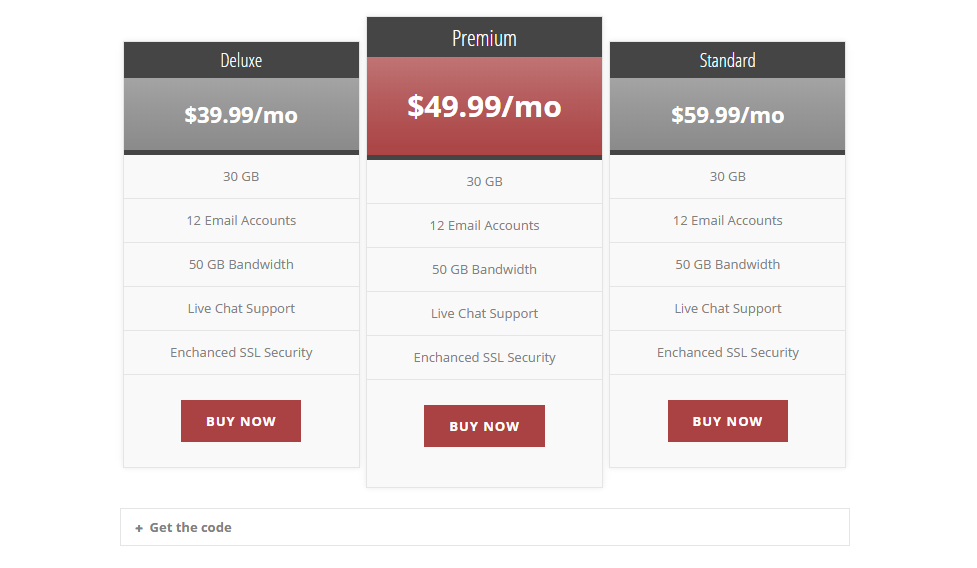 Deluxe
$39.99/mo
30 GB
12 Email Accounts
50 GB Bandwidth
Live Chat Support
Enchanced SSL Security
BUY NOW
Premium
$49.99/mo
30 GB
12 Email Accounts
50 GB Bandwidth
Live Chat Support
Enchanced SSL Security
BUY NOW
Standard
$59.99/mo
30 GB
12 Email Accounts
50 GB Bandwidth
Live Chat Support
Enchanced SSL Security
BUY NOW
+ Get the code